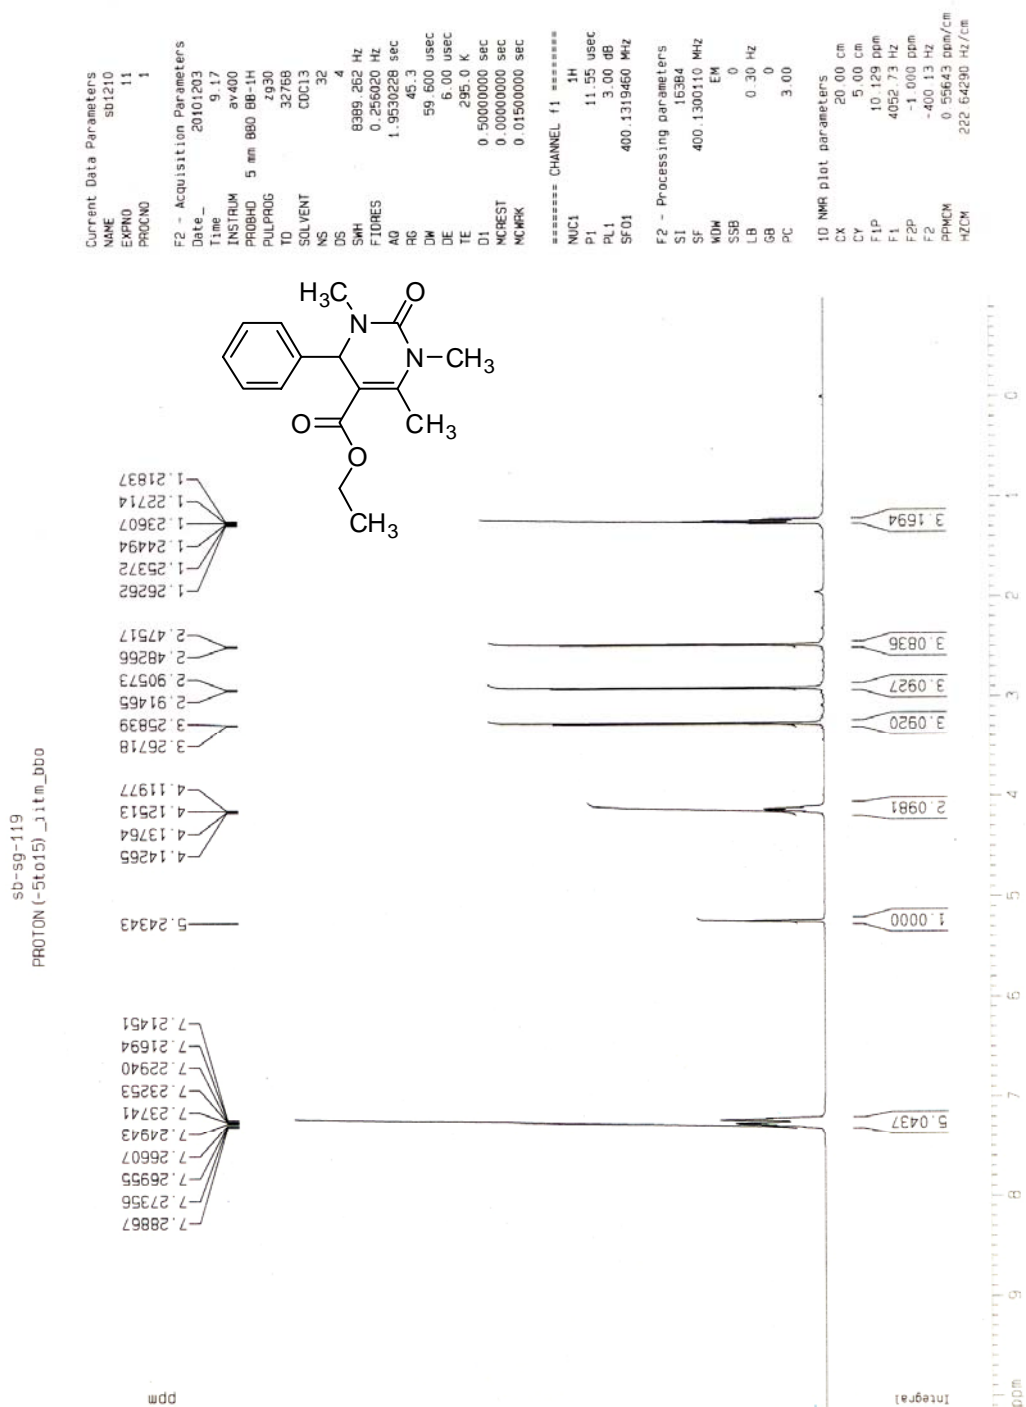 sb-sg-119
PROTON(-5to15)_iitm_bbo
Current Data Parameters
NAME sb1210
EXPNO 11
PROCNO 1
F2 - Acquisition Parameters
Date_ 20101203
Time 9.17
INSTRUM av400
PROBHD 5 mm BBO BB-1H
PULPROG zg30
TD 32768
SOLVENT CDCl3
NS 32
DS 4
SWH 8389.262 Hz
FIDRES 0.256020 Hz
AQ 1.9530228 sec
RG 45.3
DW 59.600 usec
DE 6.00 usec
TE 295.0 K
D1 0.50000000 sec
MCREST 0.00000000 sec
MCWRK 0.01500000 sec
======== CHANNEL f1 ========
NUC1 1H
P1 11.55 usec
PL1 3.00 dB
SFO1 400.1319460 MHz
F2 - Processing parameters
SI 16384
SF 400.1300110 MHz
WDW EM
SSB 0
LB 0.30 Hz
GB 0
PC 3.00
1D NMR plot parameters
CX 20.00 cm
CY 5.00 cm
F1P 10.129 ppm
F1 4052.73 Hz
F2P -1.000 ppm
F2 -400.13 Hz
PPMCM 0.55643 ppm/cm
HZCM 222.64290 Hz/cm
H3C
N
O
N
CH3
CH3
O
O
CH3
ppm
7.28867
7.27356
7.26955
7.26607
7.24943
7.23741
7.23253
7.22940
7.21694
7.21451
5.24343
4.14265
4.13764
4.12513
4.11977
3.26718
3.25839
2.91465
2.90573
2.48266
2.47517
1.26262
1.25372
1.24494
1.23607
1.22714
1.21837
Integral
5.0437
1.0000
2.0981
3.0920
3.0927
3.0836
3.1694
ppm
9
8
7
6
5
4
3
2
1
0